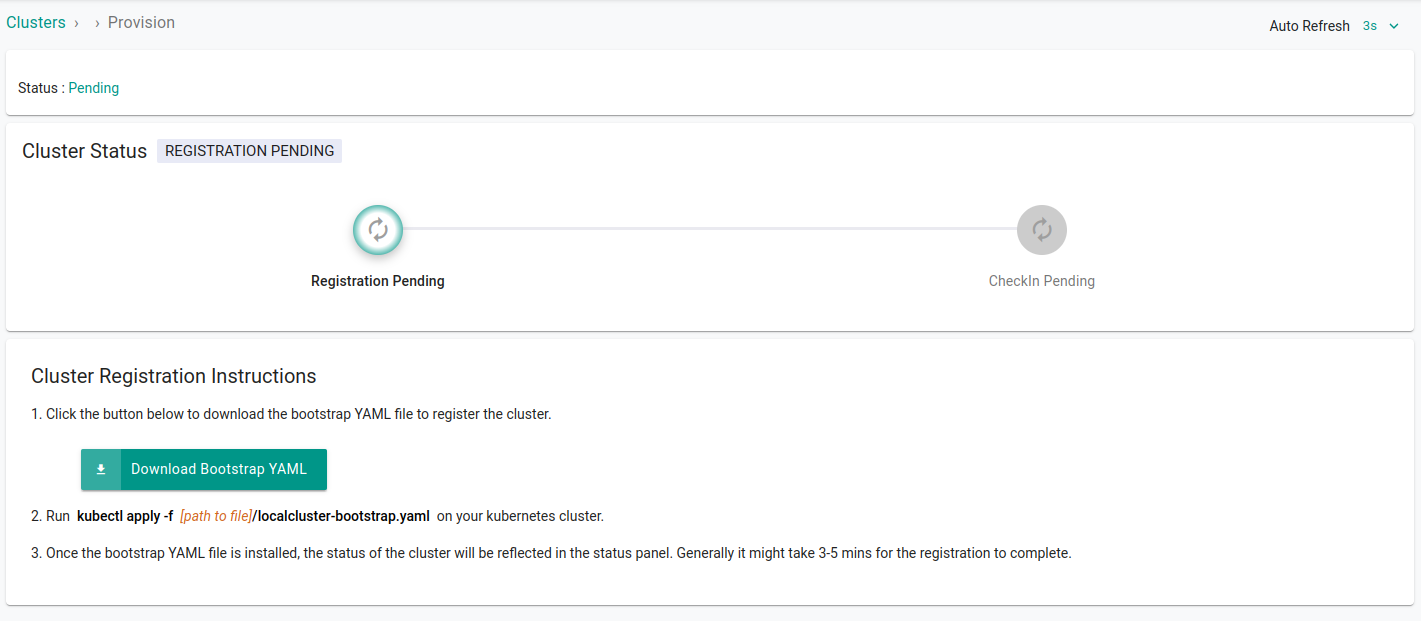 Clusters › › Provision
Auto Refresh 3s
Status : Pending
Cluster Status REGISTRATION PENDING
Registration Pending
CheckIn Pending
Cluster Registration Instructions
1. Click the button below to download the bootstrap YAML file to register the cluster.
Download Bootstrap YAML
2. Run kubectl apply -f [path to file]/localcluster-bootstrap.yaml on your kubernetes cluster.
3. Once the bootstrap YAML file is installed, the status of the cluster will be reflected in the status panel. Generally it might take 3-5 mins for the registration to complete.